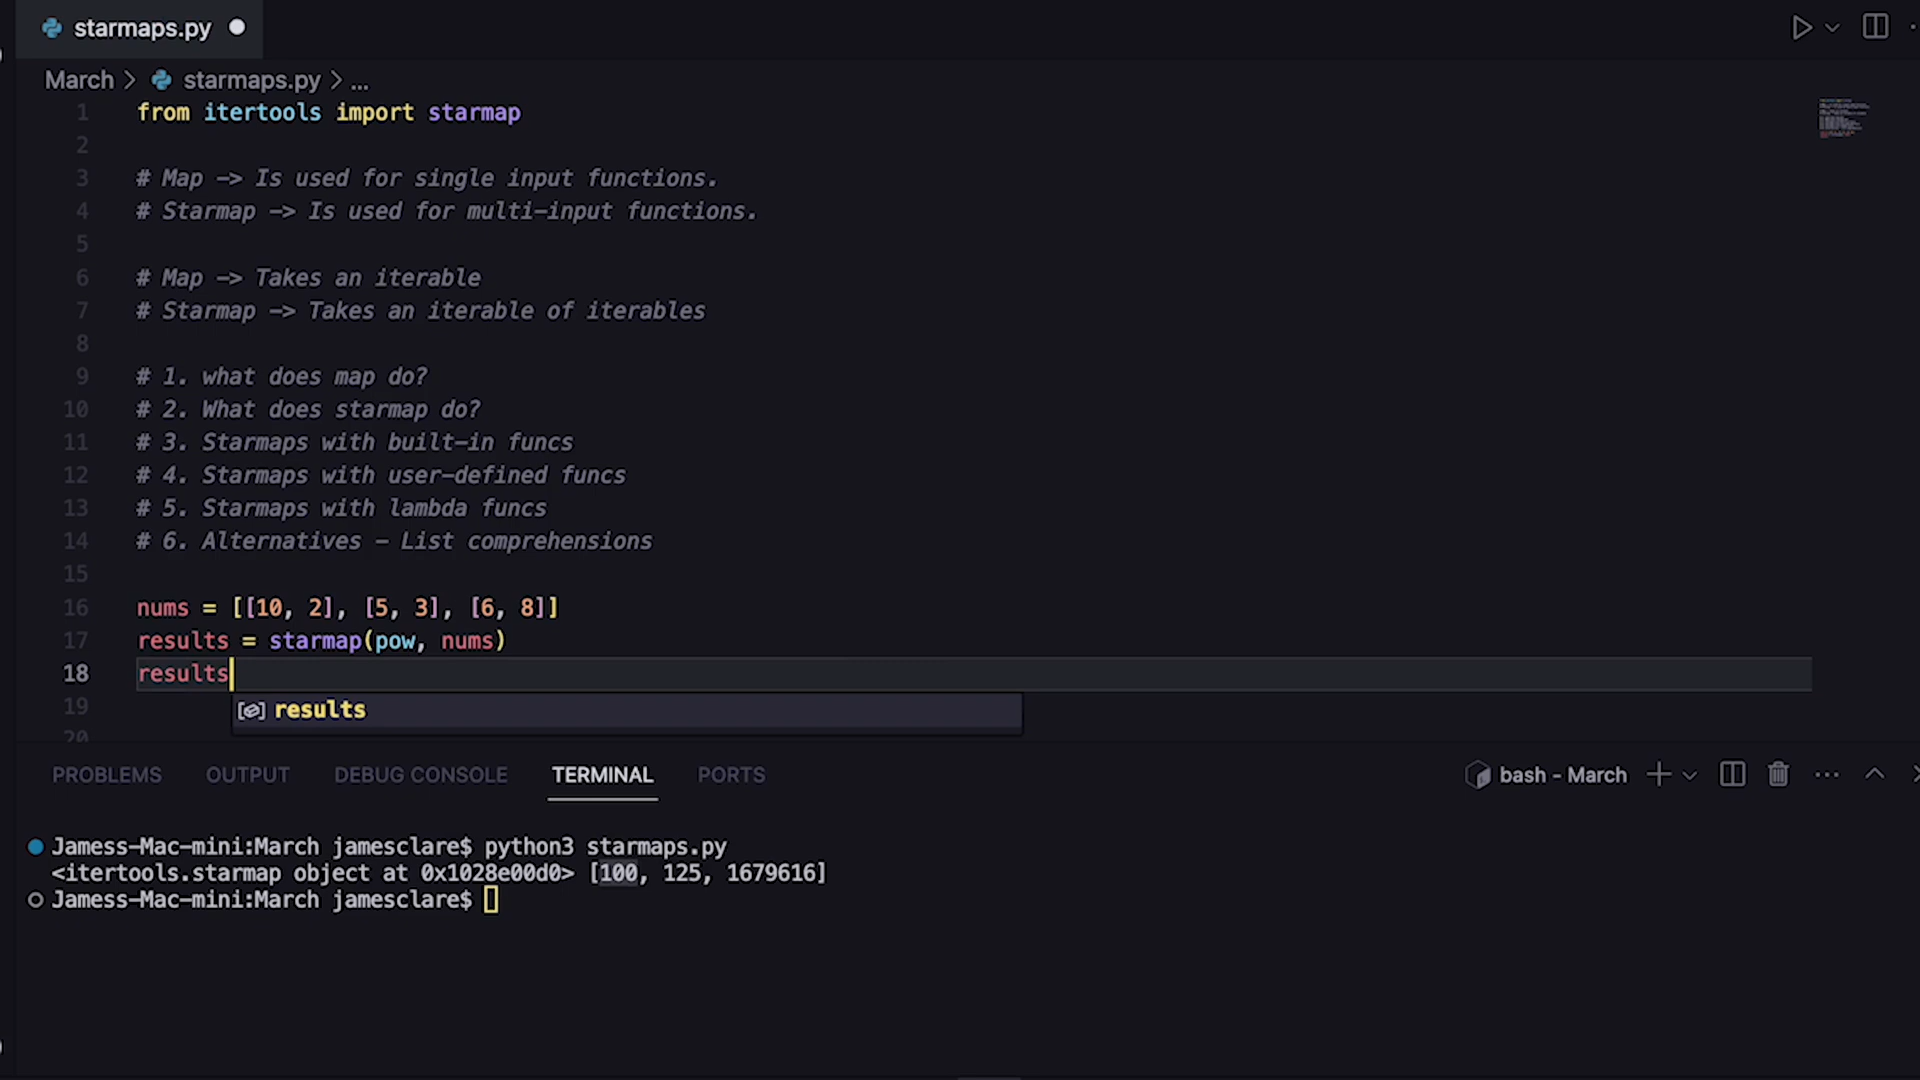 starmaps.py
March > starmaps.py > ...
1 from itertools import starmap
2
3 # Map -> Is used for single input functions.
4 # Starmap -> Is used for multi-input functions.
5
6 # Map -> Takes an iterable
7 # Starmap -> Takes an iterable of iterables
8
9 # 1. what does map do?
10 # 2. What does starmap do?
11 # 3. Starmaps with built-in funcs
12 # 4. Starmaps with user-defined funcs
13 # 5. Starmaps with lambda funcs
14 # 6. Alternatives - List comprehensions
15
16 nums = [[10, 2], [5, 3], [6, 8]]
17 results = starmap(pow, nums)
18 results
19
results
20
PROBLEMS OUTPUT DEBUG CONSOLE TERMINAL PORTS bash - March
Jamess-Mac-mini:March jamesclare$ python3 starmaps.py
<itertools.starmap object at 0x1028e00d0> [100, 125, 1679616]
Jamess-Mac-mini:March jamesclare$